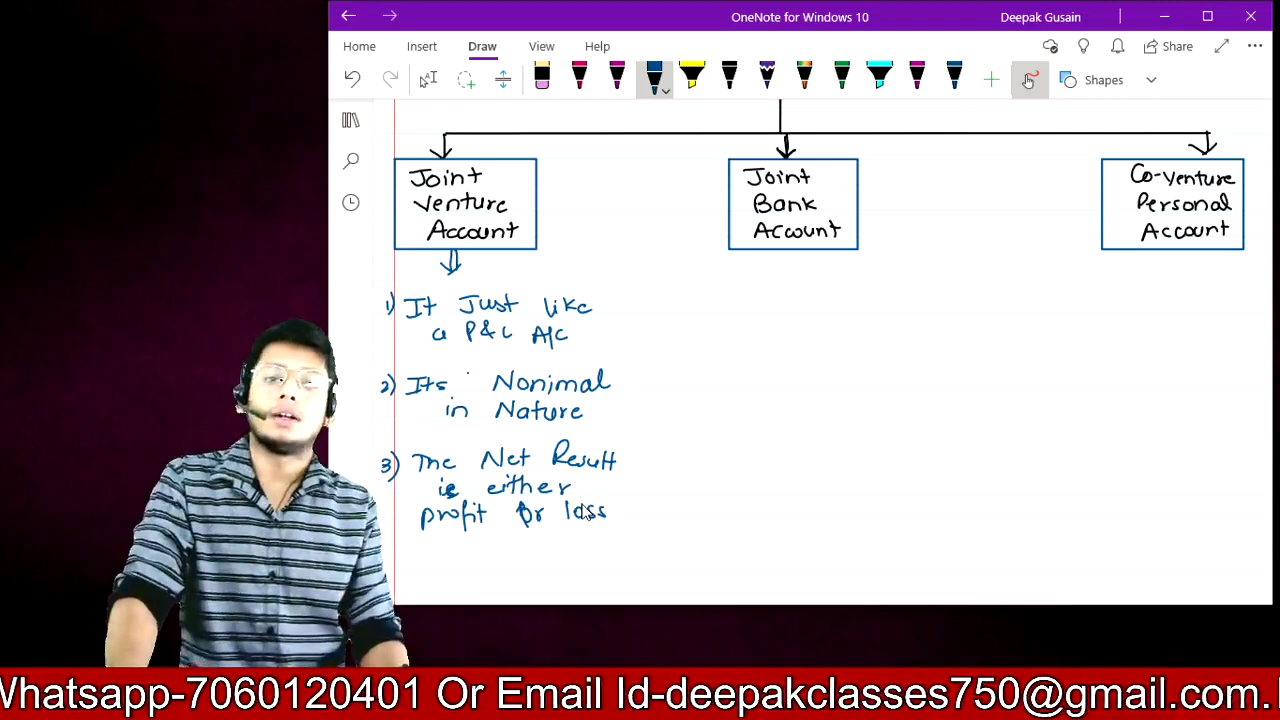 OneNote for Windows 10
Deepak Gusain
Home Insert Draw View Help
Share
Shapes
Joint
Venture
Account
Joint
Bank
Account
Co-venture
Personal
Account
1) It Just like
a P&L A/c
2) Its Nonimal
in Nature
3) The Net Result
is either
profit or loss
Whatsapp-7060120401 Or Email Id-deepakclasses750@gmail.com.